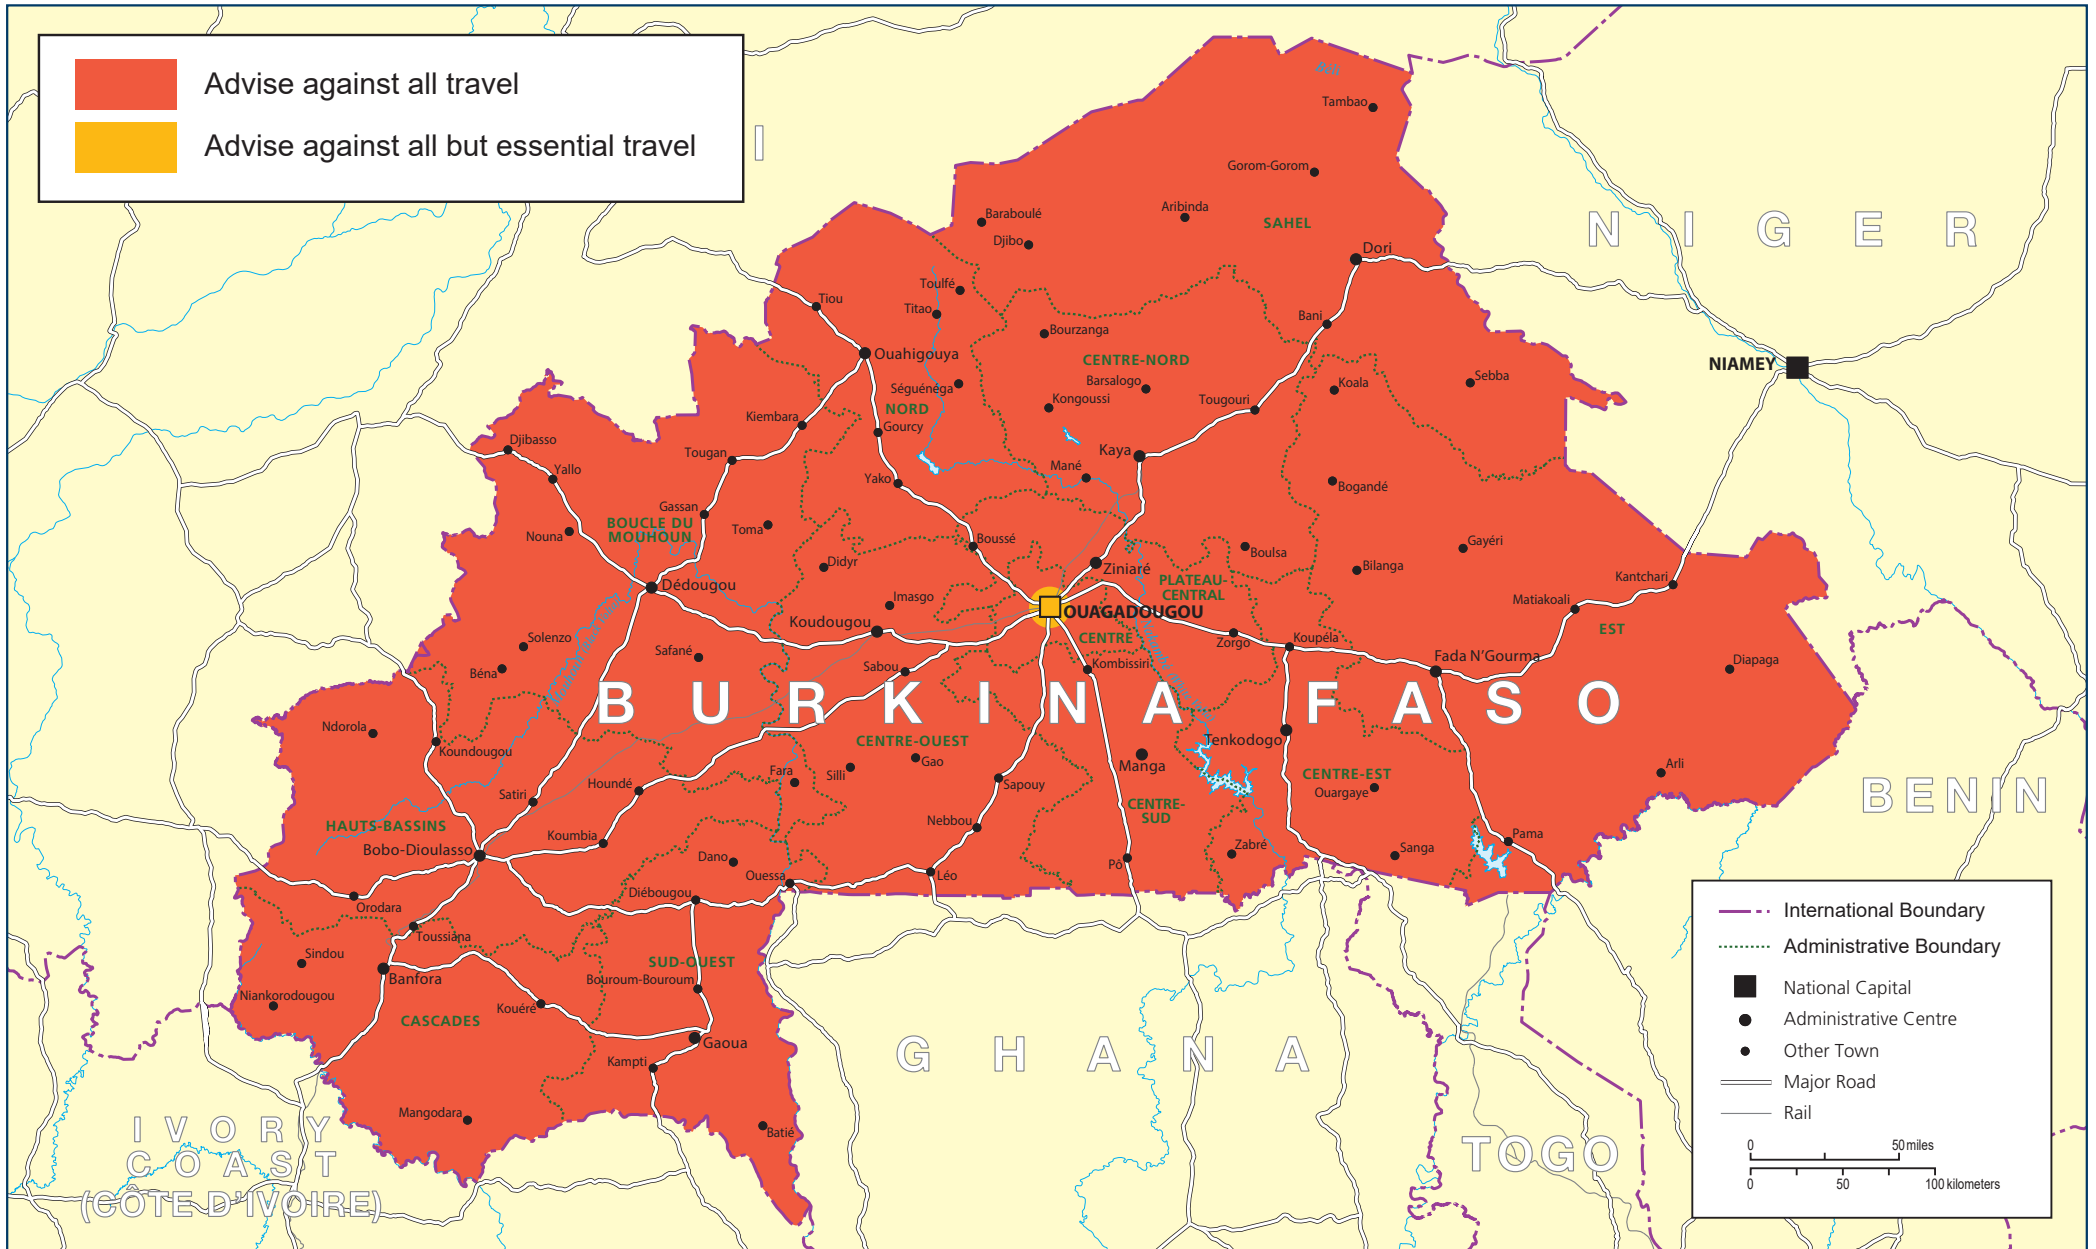 Advise against all travel
Advise against all but essential travel
I
Tambao
Gorom-Gorom
Baraboulé
Aribinda
SAHEL
Djibo
NIGER
Dori
Toulfé
Tiou
Titao
Bani
Bourzanga
Ouahigouya
CENTRE-NORD
NIAMEY
Séguénéga
Barsalogo
Koala
Sebba
Kongoussi
Tougouri
NORD
Kiembara
Gourcy
Djibasso
Tougan
Kaya
Yallo
Mané
Yako
Bogandé
Gassan
BOUCLE DU
MOUHOUN
Toma
Nouna
Boussé
Boulsa
Gayéri
Didyr
Ziniaré
Bilanga
PLATEAU-
CENTRAL
Kantchari
Dédougou
Imasgo
OUAGADOUGOU
Matiakoali
Koudougou
EST
CENTRE
Zorgo
Koupéla
Solenzo
Safané
Sabou
Kombissiri
Fada N'Gourma
Diapaga
Béna
BURKINA FASO
Ndorola
Koundougou
CENTRE-OUEST
Tenkodogo
Gao
Manga
Fara
Silli
CENTRE-EST
Arli
Houndé
Sapouy
Ouargaye
Satiri
BENIN
CENTRE-
SUD
HAUTS-BASSINS
Nebbou
Koumbia
Pama
Bobo-Dioulasso
Dano
Zabré
Sanga
Pô
Ouessa
Léo
Diébougou
Orodara
Toussiana
Sindou
SUD-OUEST
Banfora
Bouroum-Bouroum
Niankorodougou
Kouéré
CASCADES
Gaoua
GHANA
Kampti
Mangodara
Batié
IVORY
COAST
(CÔTE D'IVOIRE)
TOGO
International Boundary
Administrative Boundary
National Capital
Administrative Centre
Other Town
Major Road
Rail
0 50 miles
0 50 100 kilometers